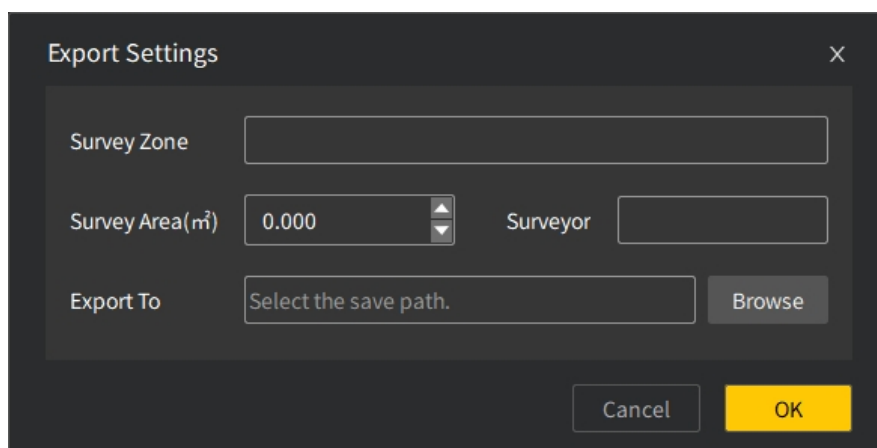 Export Settings
X
Survey Zone
Survey Area(㎡)
0.000
Surveyor
Export To
Select the save path.
Browse
Cancel
OK